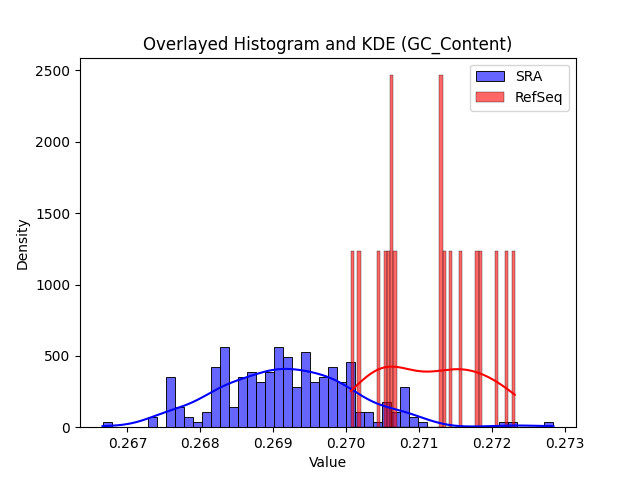 Overlayed Histogram and KDE (GC_Content)
SRA
RefSeq
2500
2000
1500
1000
500
0
Density
0.267 0.268 0.269 0.270 0.271 0.272 0.273
Value